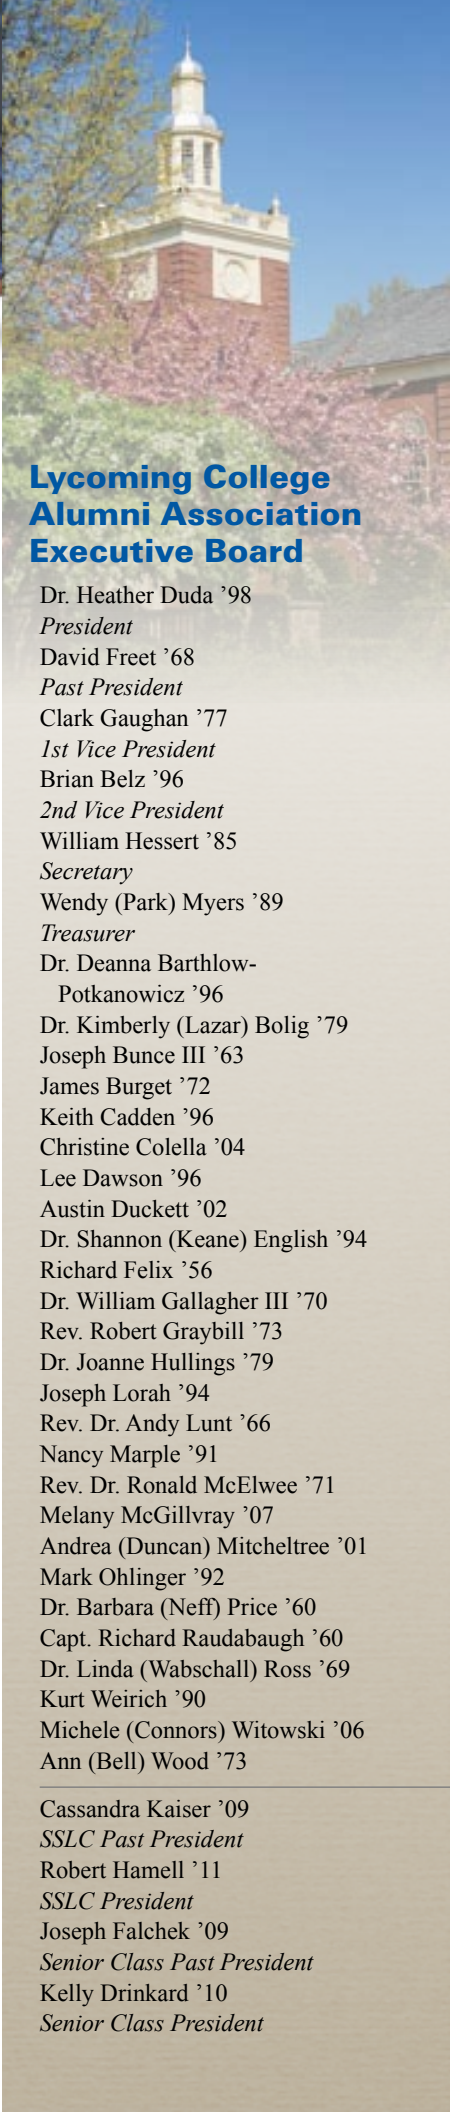 Lycoming College
Alumni Association
Executive Board
Dr. Heather Duda ’98
President
David Freet ’68
Past President
Clark Gaughan ’77
1st Vice President
Brian Belz ’96
2nd Vice President
William Hessert ’85
Secretary
Wendy (Park) Myers ’89
Treasurer
Dr. Deanna Barthlow-
Potkanowicz ’96
Dr. Kimberly (Lazar) Bolig ’79
Joseph Bunce III ’63
James Burget ’72
Keith Cadden ’96
Christine Colella ’04
Lee Dawson ’96
Austin Duckett ’02
Dr. Shannon (Keane) English ’94
Richard Felix ’56
Dr. William Gallagher III ’70
Rev. Robert Graybill ’73
Dr. Joanne Hullings ’79
Joseph Lorah ’94
Rev. Dr. Andy Lunt ’66
Nancy Marple ’91
Rev. Dr. Ronald McElwee ’71
Melany McGillvray ’07
Andrea (Duncan) Mitcheltree ’01
Mark Ohlinger ’92
Dr. Barbara (Neff) Price ’60
Capt. Richard Raudabaugh ’60
Dr. Linda (Wabschall) Ross ’69
Kurt Weirich ’90
Michele (Connors) Witowski ’06
Ann (Bell) Wood ’73
Cassandra Kaiser ’09
SSLC Past President
Robert Hamell ’11
SSLC President
Joseph Falchek ’09
Senior Class Past President
Kelly Drinkard ’10
Senior Class President